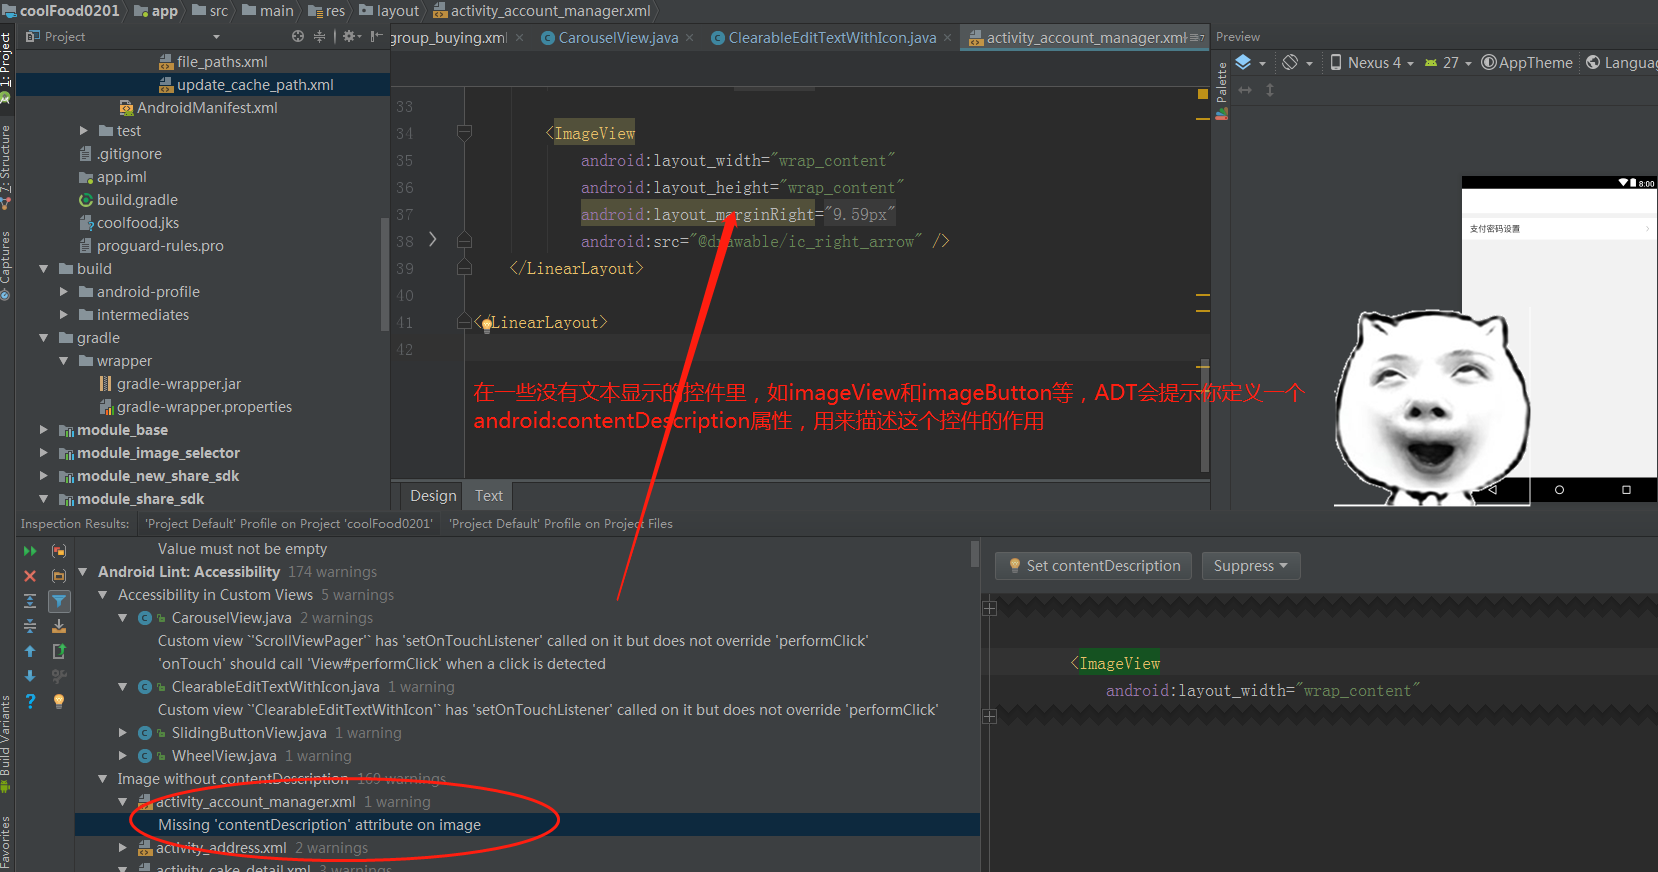 coolFood0201 app src main res layout activity_account_manager.xml
Project
group_buying.xml CarouselView.java ClearableEditTextWithIcon.java activity_account_manager.xml
Preview
1: Project
7: Structure
Captures
Build Variants
Favorites
file_paths.xml
update_cache_path.xml
AndroidManifest.xml
test
.gitignore
app.iml
build.gradle
coolfood.jks
proguard-rules.pro
build
android-profile
intermediates
gradle
wrapper
gradle-wrapper.jar
gradle-wrapper.properties
module_base
module_image_selector
module_new_share_sdk
module_share_sdk
33
34 <ImageView
35 android:layout_width="wrap_content"
36 android:layout_height="wrap_content"
37 android:layout_marginRight="9.59px"
38 android:src="@drawable/ic_right_arrow" />
39 </LinearLayout>
40
41 </LinearLayout>
42
在一些没有文本显示的控件里，如imageView和imageButton等，ADT会提示你定义一个
android:contentDescription属性，用来描述这个控件的作用
Design Text
Palette
Nexus 4 27 AppTheme Langua
8:00
支付密码设置
Inspection Results: 'Project Default' Profile on Project 'coolFood0201' 'Project Default' Profile on Project Files
Value must not be empty
Android Lint: Accessibility 174 warnings
Accessibility in Custom Views 5 warnings
CarouselView.java 2 warnings
Custom view ``ScrollViewPager`` has 'setOnTouchListener' called on it but does not override 'performClick'
'onTouch' should call 'View#performClick' when a click is detected
ClearableEditTextWithIcon.java 1 warning
Custom view ``ClearableEditTextWithIcon`` has 'setOnTouchListener' called on it but does not override 'performClick'
SlidingButtonView.java 1 warning
WheelView.java 1 warning
Image without contentDescription 169 warnings
activity_account_manager.xml 1 warning
Missing 'contentDescription' attribute on image
activity_address.xml 2 warnings
activity_cake_detail.xml 3 warnings
Set contentDescription Suppress
<ImageView
android:layout_width="wrap_content"